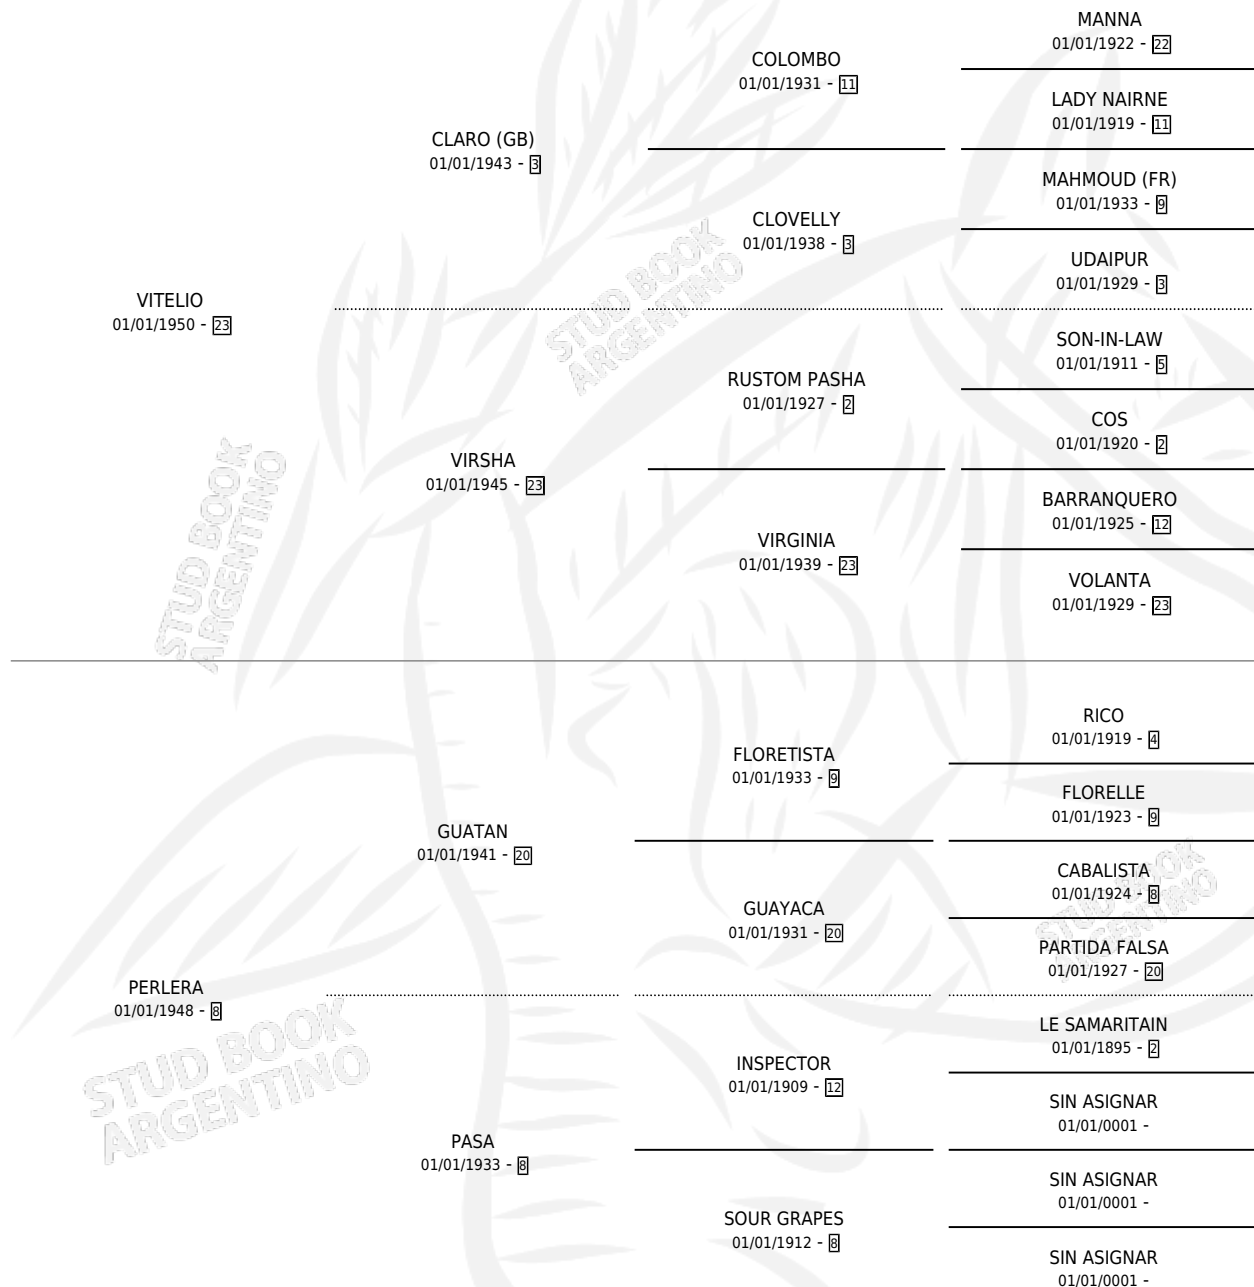 MANNA
01/01/1922 - 22
COLOMBO
01/01/1931 - 11
LADY NAIRNE
01/01/1919 - 11
CLARO (GB)
01/01/1943 - 3
MAHMOUD (FR)
01/01/1933 - 9
CLOVELLY
01/01/1938 - 3
UDAIPUR
01/01/1929 - 3
VITELIO
01/01/1950 - 23
SON-IN-LAW
01/01/1911 - 5
RUSTOM PASHA
01/01/1927 - 2
COS
01/01/1920 - 2
VIRSHA
01/01/1945 - 23
BARRANQUERO
01/01/1925 - 12
VIRGINIA
01/01/1939 - 23
VOLANTA
01/01/1929 - 23
RICO
01/01/1919 - 4
FLORETISTA
01/01/1933 - 9
FLORELLE
01/01/1923 - 9
GUATAN
01/01/1941 - 20
CABALISTA
01/01/1924 - 8
GUAYACA
01/01/1931 - 20
PARTIDA FALSA
01/01/1927 - 20
PERLERA
01/01/1948 - 8
LE SAMARITAIN
01/01/1895 - 2
INSPECTOR
01/01/1909 - 12
SIN ASIGNAR
01/01/0001 -
PASA
01/01/1933 - 8
SIN ASIGNAR
01/01/0001 -
SOUR GRAPES
01/01/1912 - 8
SIN ASIGNAR
01/01/0001 -
STUD BOOK
ARGENTINO
STUD BOOK
ARGENTINO
STUD BOOK
ARGENTINO
STUD BOOK
ARGENTINO